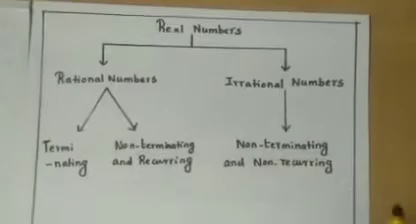 Real Numbers
Rational Numbers
Irrational Numbers
Termi
-nating
Non-terminating
and Recurring
Non-terminating
and Non-recurring